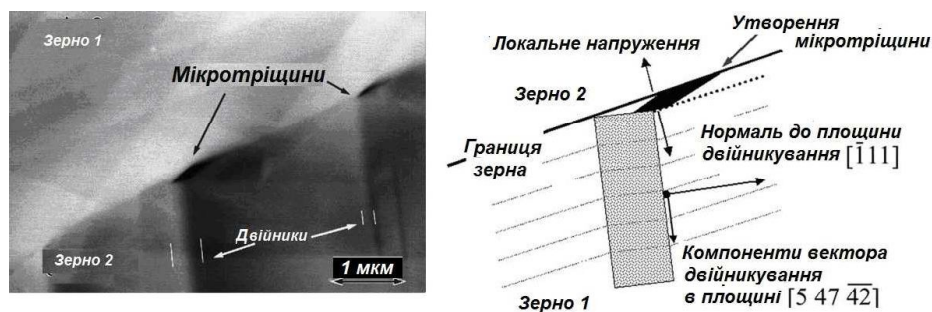 Зерно 1
Мікротріщини
Двійники
Зерно 2
1 мкм
Утворення
мікротріщини
Локальне напруження
Зерно 2
Границя
зерна
Нормаль до площини
двійникування [1̅11]
Компоненти вектора
двійникування
в площині [5 47 4̅2̅]
Зерно 1